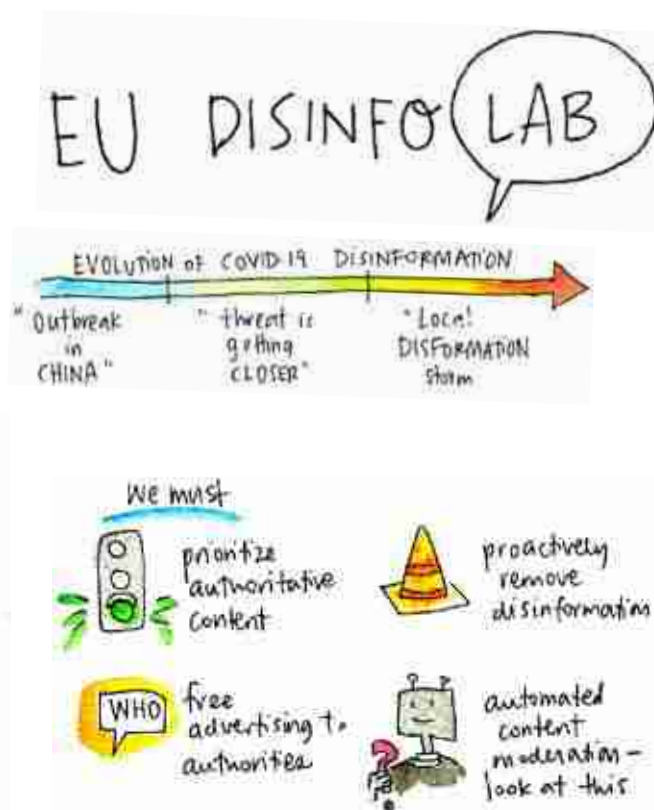 EU DISINFO LAB
EVOLUTION OF COVID 19 DISINFORMATION
"Outbreak
in
CHINA"
"threat is
getting
CLOSER"
"Local
DISFORMATION
storm
We must
prioritize
authoritative
content
proactively
remove
disinformation
WHO
free
advertising to
authorities
automated
content
moderation –
look at this